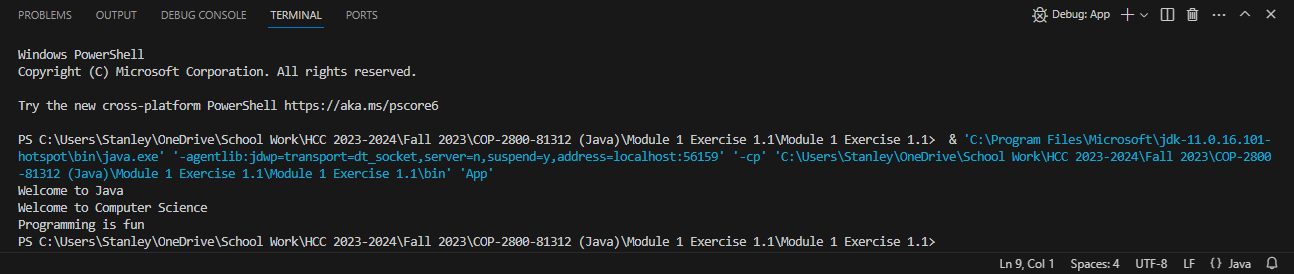 PROBLEMS OUTPUT DEBUG CONSOLE TERMINAL PORTS Debug: App
Windows PowerShell
Copyright (C) Microsoft Corporation. All rights reserved.
Try the new cross-platform PowerShell https://aka.ms/pscore6
PS C:\Users\Stanley\OneDrive\School Work\HCC 2023-2024\Fall 2023\COP-2800-81312 (Java)\Module 1 Exercise 1.1\Module 1 Exercise 1.1>  & 'C:\Program Files\Microsoft\jdk-11.0.16.101-
hotspot\bin\java.exe' '-agentlib:jdwp=transport=dt_socket,server=n,suspend=y,address=localhost:56159' '-cp' 'C:\Users\Stanley\OneDrive\School Work\HCC 2023-2024\Fall 2023\COP-2800
-81312 (Java)\Module 1 Exercise 1.1\Module 1 Exercise 1.1\bin' 'App'
Welcome to Java
Welcome to Computer Science
Programming is fun
PS C:\Users\Stanley\OneDrive\School Work\HCC 2023-2024\Fall 2023\COP-2800-81312 (Java)\Module 1 Exercise 1.1\Module 1 Exercise 1.1>
Ln 9, Col 1 Spaces: 4 UTF-8 LF {} Java